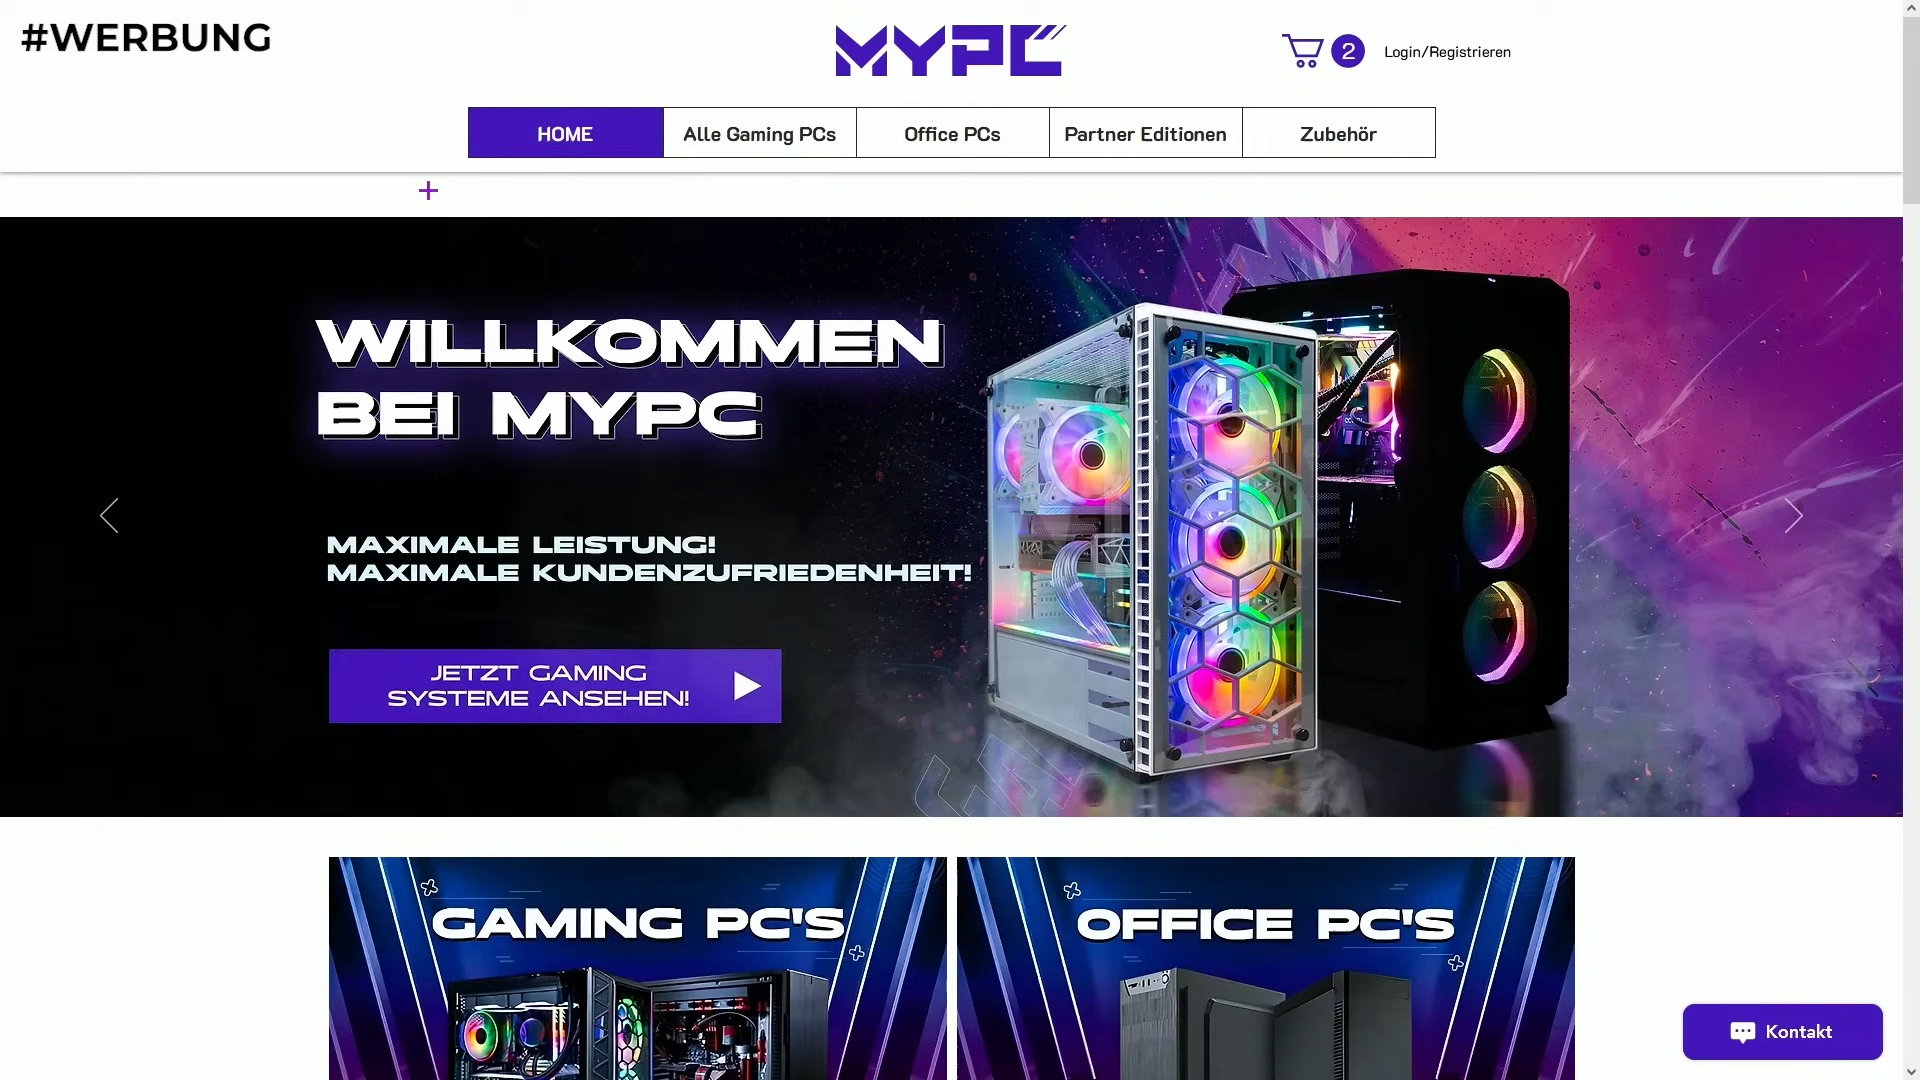 #WERBUNG
MYPC
2
Login/Registrieren
HOME
Alle Gaming PCs
Office PCs
Partner Editionen
Zubehör
WILLKOMMEN
BEI MYPC
MAXIMALE LEISTUNG!
MAXIMALE KUNDENZUFRIEDENHEIT!
JETZT GAMING
SYSTEME ANSEHEN!
GAMING PC'S
OFFICE PC'S
Kontakt